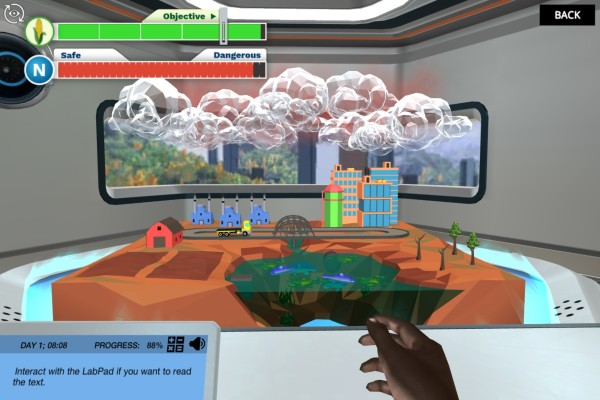 Objective ▶
BACK
Safe Dangerous
N
DAY 1; 08:08 PROGRESS: 88%
Interact with the LabPad if you want to read
the text.